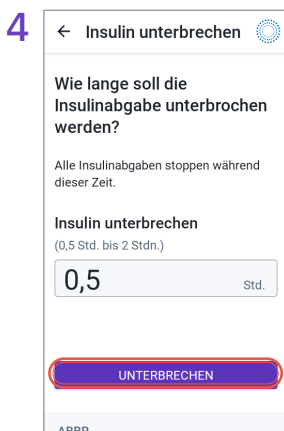 4
Insulin unterbrechen
Wie lange soll die
Insulinabgabe unterbrochen
werden?
Alle Insulinabgaben stoppen während
dieser Zeit.
Insulin unterbrechen
(0,5 Std. bis 2 Stdn.)
0,5 Std.
UNTERBRECHEN